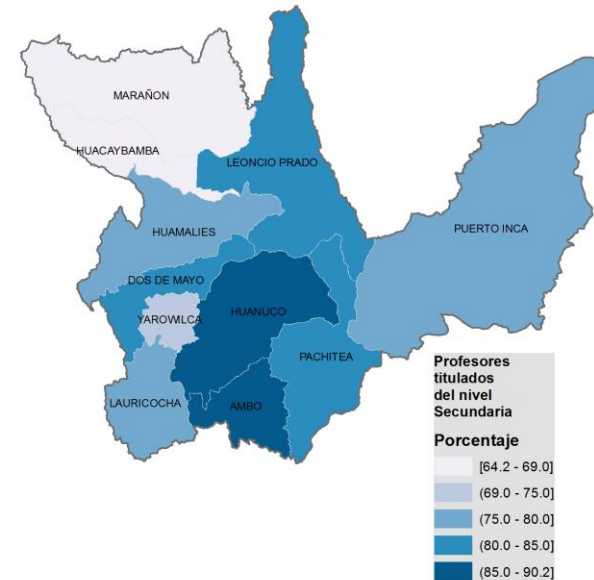 MARAÑON
HUACAYBAMBA
LEONCIO PRADO
HUAMALIES
PUERTO INCA
DOS DE MAYO
YAROWILCA
HUANUCO
PACHITEA
LAURICOCHA
AMBO
Profesores
titulados
del nivel
Secundaria
Porcentaje
[64.2 - 69.0]
(69.0 - 75.0]
(75.0 - 80.0]
(80.0 - 85.0]
(85.0 - 90.2]